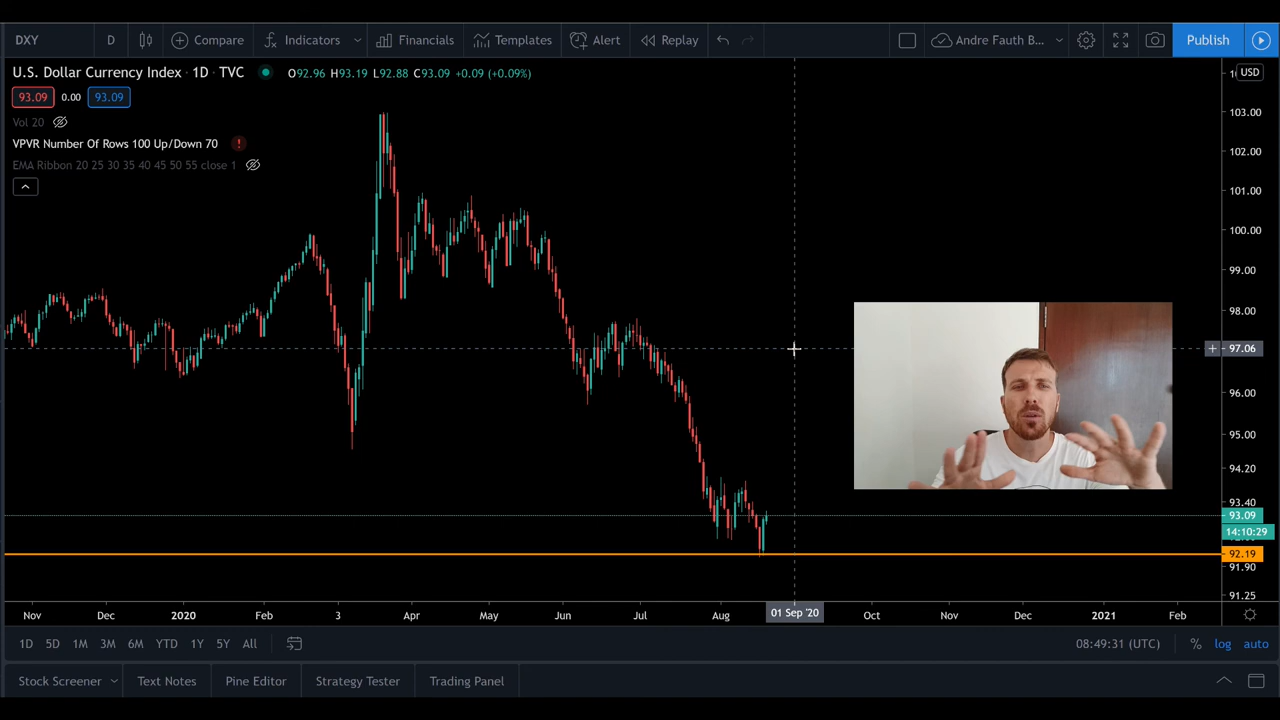 DXY D Compare Indicators Financials Templates Alert Replay Andre Fauth B... Publish
U.S. Dollar Currency Index · 1D · TVC O92.96 H93.19 L92.88 C93.09 +0.09 (+0.09%) USD
93.09 0.00 93.09
Vol 20
VPVR Number Of Rows 100 Up/Down 70
EMA Ribbon 20 25 30 35 40 45 50 55 close 1
103.00
102.00
101.00
100.00
99.00
98.00
97.06
96.00
95.00
94.20
93.40
93.09
14:10:29
92.19
91.90
91.25
Nov Dec 2020 Feb 3 Apr May Jun Jul Aug 01 Sep '20 Oct Nov Dec 2021 Feb
1D 5D 1M 3M 6M YTD 1Y 5Y All 08:49:31 (UTC) % log auto
Stock Screener Text Notes Pine Editor Strategy Tester Trading Panel